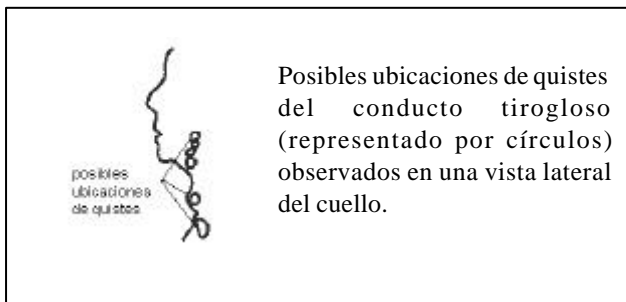 Posibles ubicaciones de quistes
del conducto tirogloso
(representado por círculos)
observados en una vista lateral
del cuello.
posibles
ubicaciones
de quistes